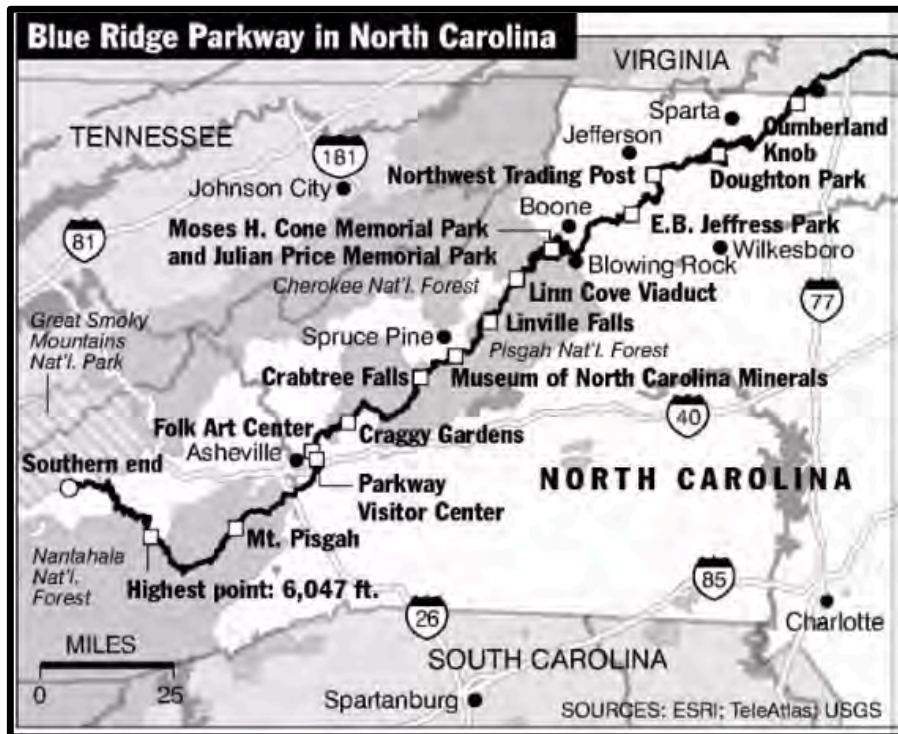 Blue Ridge Parkway in North Carolina
VIRGINIA
Sparta
TENNESSEE
Jefferson
Cumberland
Knob
181
Northwest Trading Post
Doughton Park
Johnson City
Boone
Moses H. Cone Memorial Park
and Julian Price Memorial Park
E.B. Jeffress Park
Wilkesboro
81
Blowing Rock
Cherokee Nat'l. Forest
Linn Cove Viaduct
77
Great Smoky
Mountains
Nat'l. Park
Spruce Pine
Linville Falls
Pisgah Nat'l. Forest
Crabtree Falls
Museum of North Carolina Minerals
40
Folk Art Center
Craggy Gardens
Asheville
Southern end
Parkway
Visitor Center
NORTH CAROLINA
Mt. Pisgah
Nantahala
Nat'l.
Forest
Highest point: 6,047 ft.
85
26
Charlotte
MILES
0 25
SOUTH CAROLINA
Spartanburg
SOURCES: ESRI; TeleAtlas; USGS